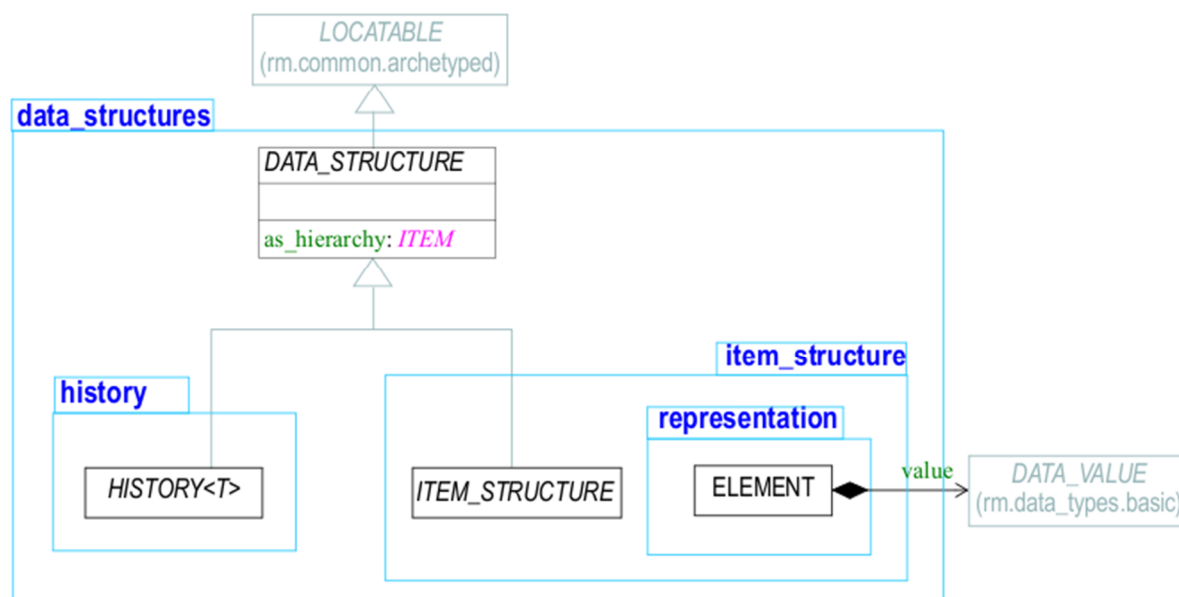 LOCATABLE
(rm.common.archetyped)
data_structures
DATA_STRUCTURE
as_hierarchy: ITEM
item_structure
history
representation
HISTORY<T>
ITEM_STRUCTURE
ELEMENT
value
DATA_VALUE
(rm.data_types.basic)